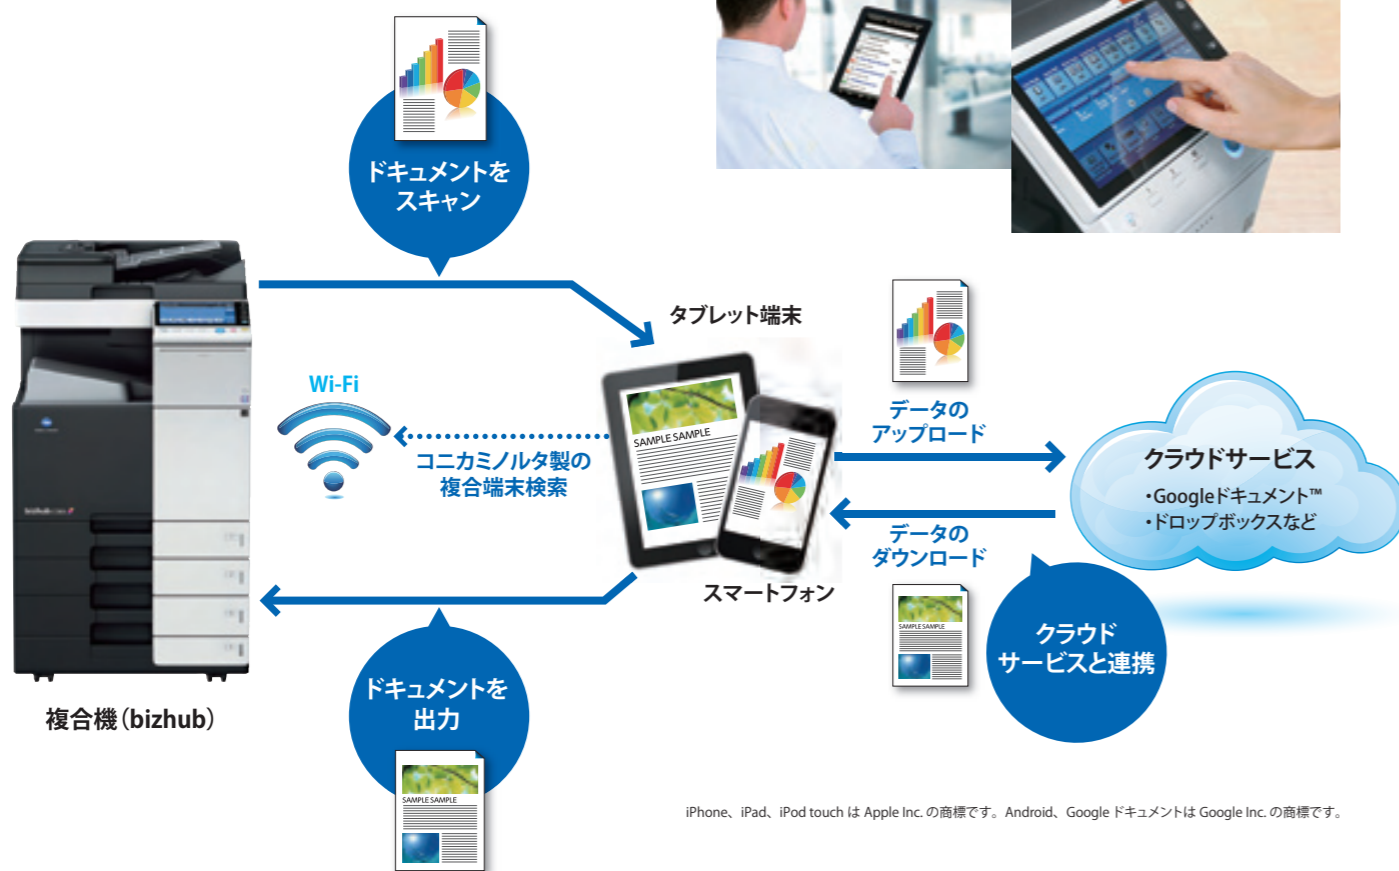 ドキュメントを
スキャン
タブレット端末
Wi-Fi
コニカミノルタ製の
複合端末検索
SAMPLE SAMPLE
スマートフォン
データの
アップロード
データの
ダウンロード
SAMPLE SAMPLE
クラウドサービス
・Googleドキュメント™
・ドロップボックスなど
クラウド
サービスと連携
bizhub
複合機（bizhub）
ドキュメントを
出力
SAMPLE SAMPLE
iPhone、iPad、iPod touch は Apple Inc. の商標です。Android、Google ドキュメントは Google Inc. の商標です。